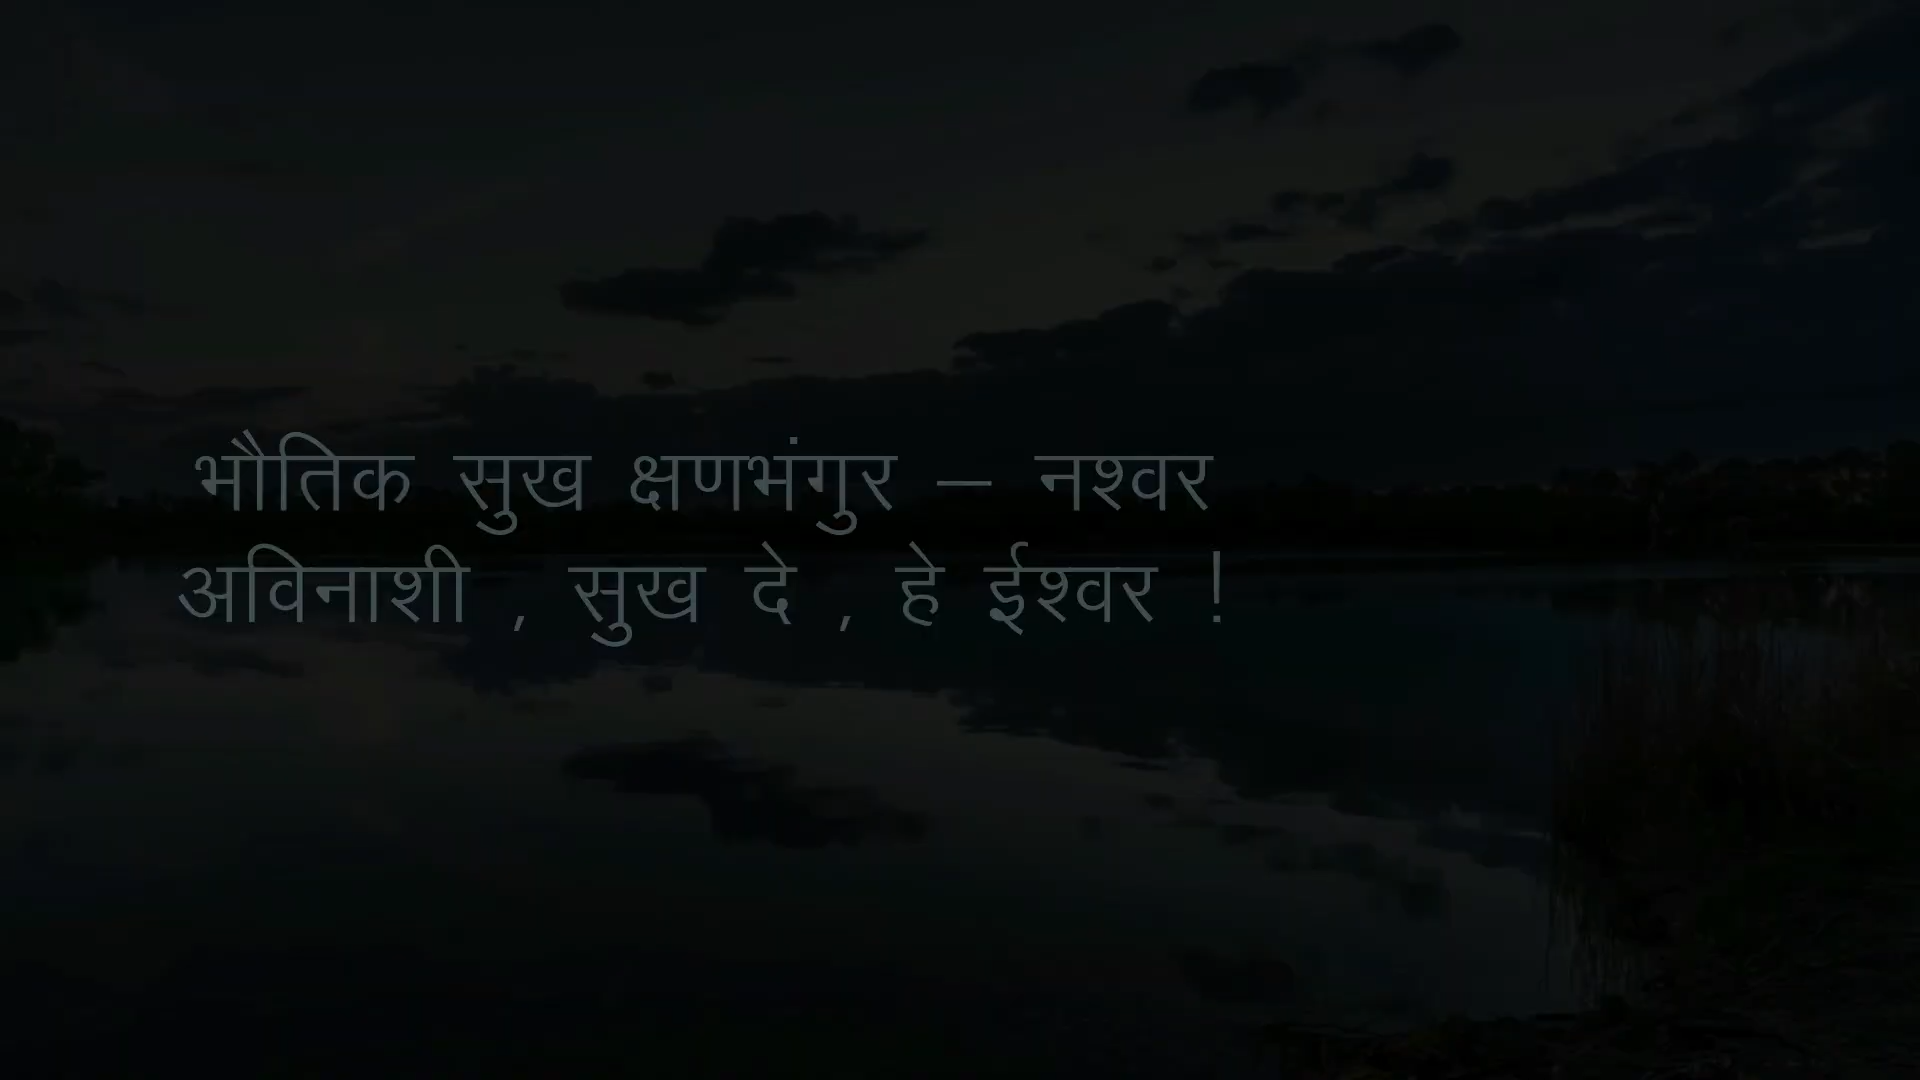 भौतिक सुख क्षणभंगुर – नश्वर
अविनाशी , सुख दे , हे ईश्वर !